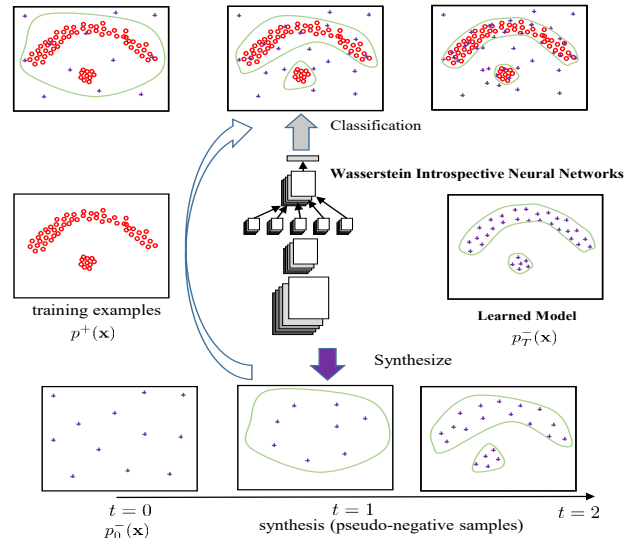 Classification
Wasserstein Introspective Neural Networks
training examples
p⁺(x)
Learned Model
p⁻_T(x)
Synthesize
t = 0
t = 1
t = 2
p⁻_0(x)
synthesis (pseudo-negative samples)